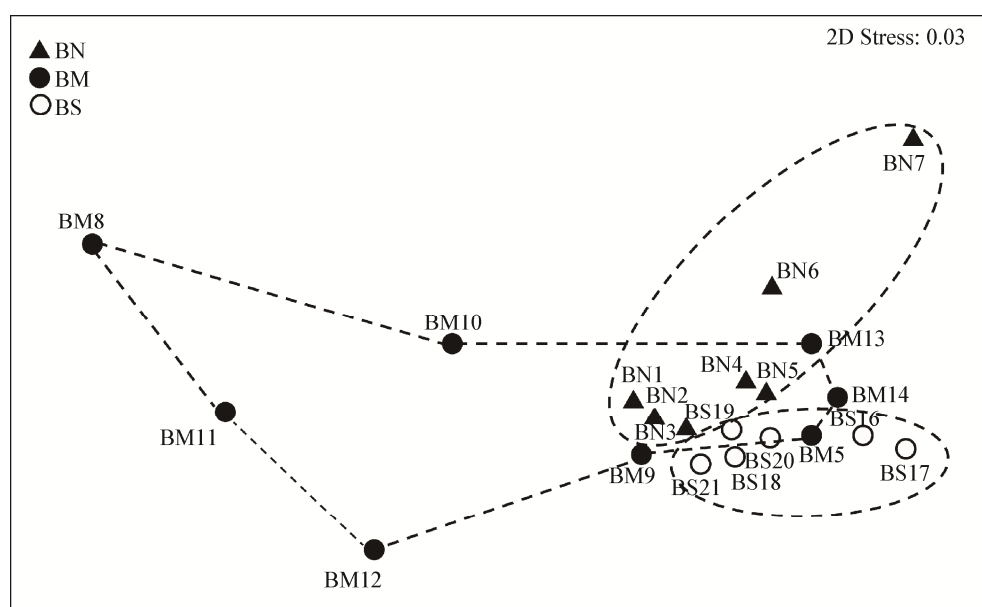 2D Stress: 0.03
BN
BM
BS
BN7
BM8
BN6
BM10
BM13
BN4
BN5
BN1
BN2
BM14
BS19
BS16
BN3
BM11
BM5
BM9
BS20
BS17
BS21
BS18
BM12